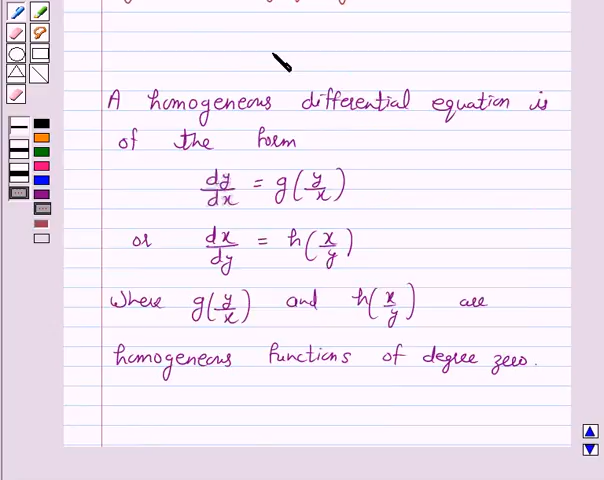 A homogeneous differential equation is
of the form
dy/dx = g(y/x)
or dx/dy = h(x/y)
Where g(y/x) and h(x/y) are
homogeneous functions of degree zero.